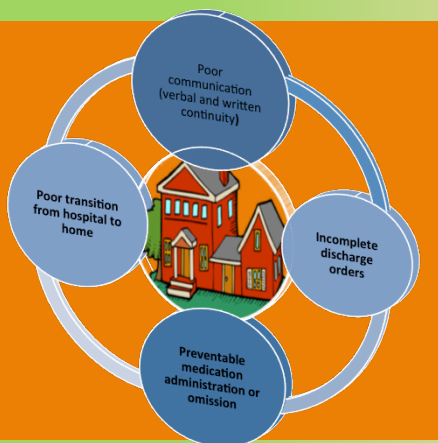 Poor
communication
(verbal and written
continuity)
Poor transition
from hospital to
home
Incomplete
discharge
orders
Preventable
medication
administration or
omission